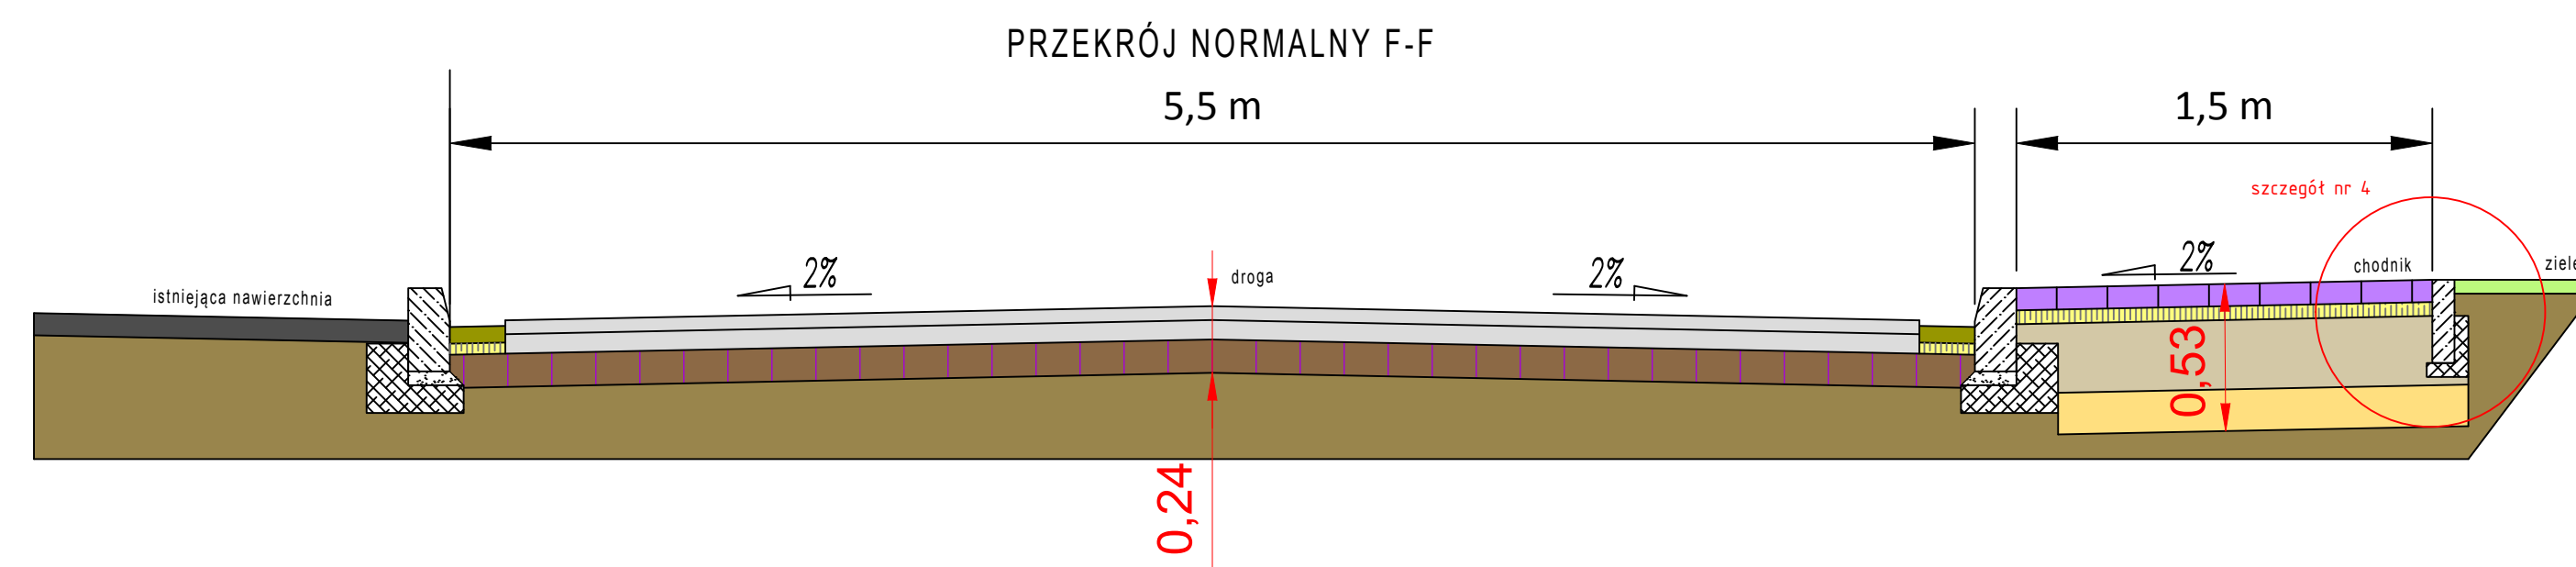 PRZEKRÓJ NORMALNY F-F
5,5 m
1,5 m
szczegół nr 4
2%
2%
2%
istniejąca nawierzchnia
droga
chodnik
ziele
0,53
0,24